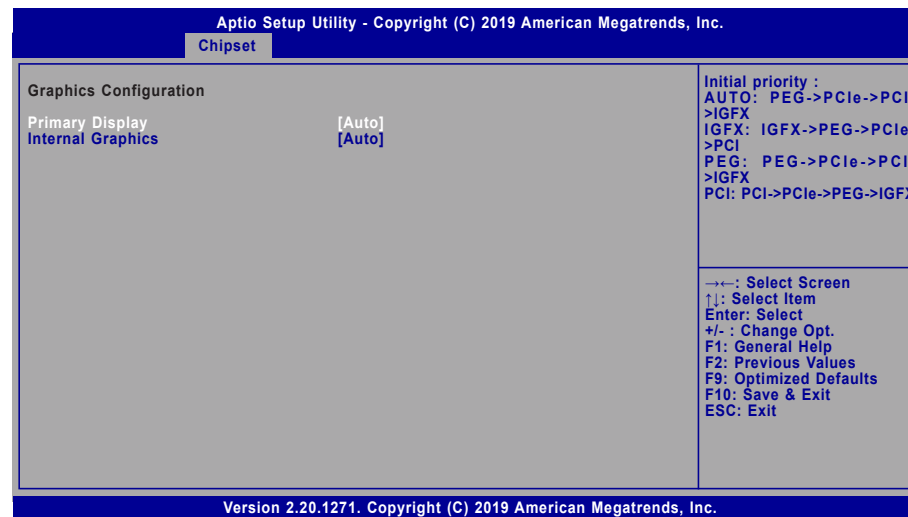 Aptio Setup Utility - Copyright (C) 2019 American Megatrends, Inc.
Chipset
Graphics Configuration
Primary Display [Auto]
Internal Graphics [Auto]
Initial priority :
AUTO: PEG->PCIe->PCI
>IGFX
IGFX: IGFX->PEG->PCIe
>PCI
PEG: PEG->PCIe->PCI
>IGFX
PCI: PCI->PCIe->PEG->IGFX
→←: Select Screen
↑↓: Select Item
Enter: Select
+/- : Change Opt.
F1: General Help
F2: Previous Values
F9: Optimized Defaults
F10: Save & Exit
ESC: Exit
Version 2.20.1271. Copyright (C) 2019 American Megatrends, Inc.